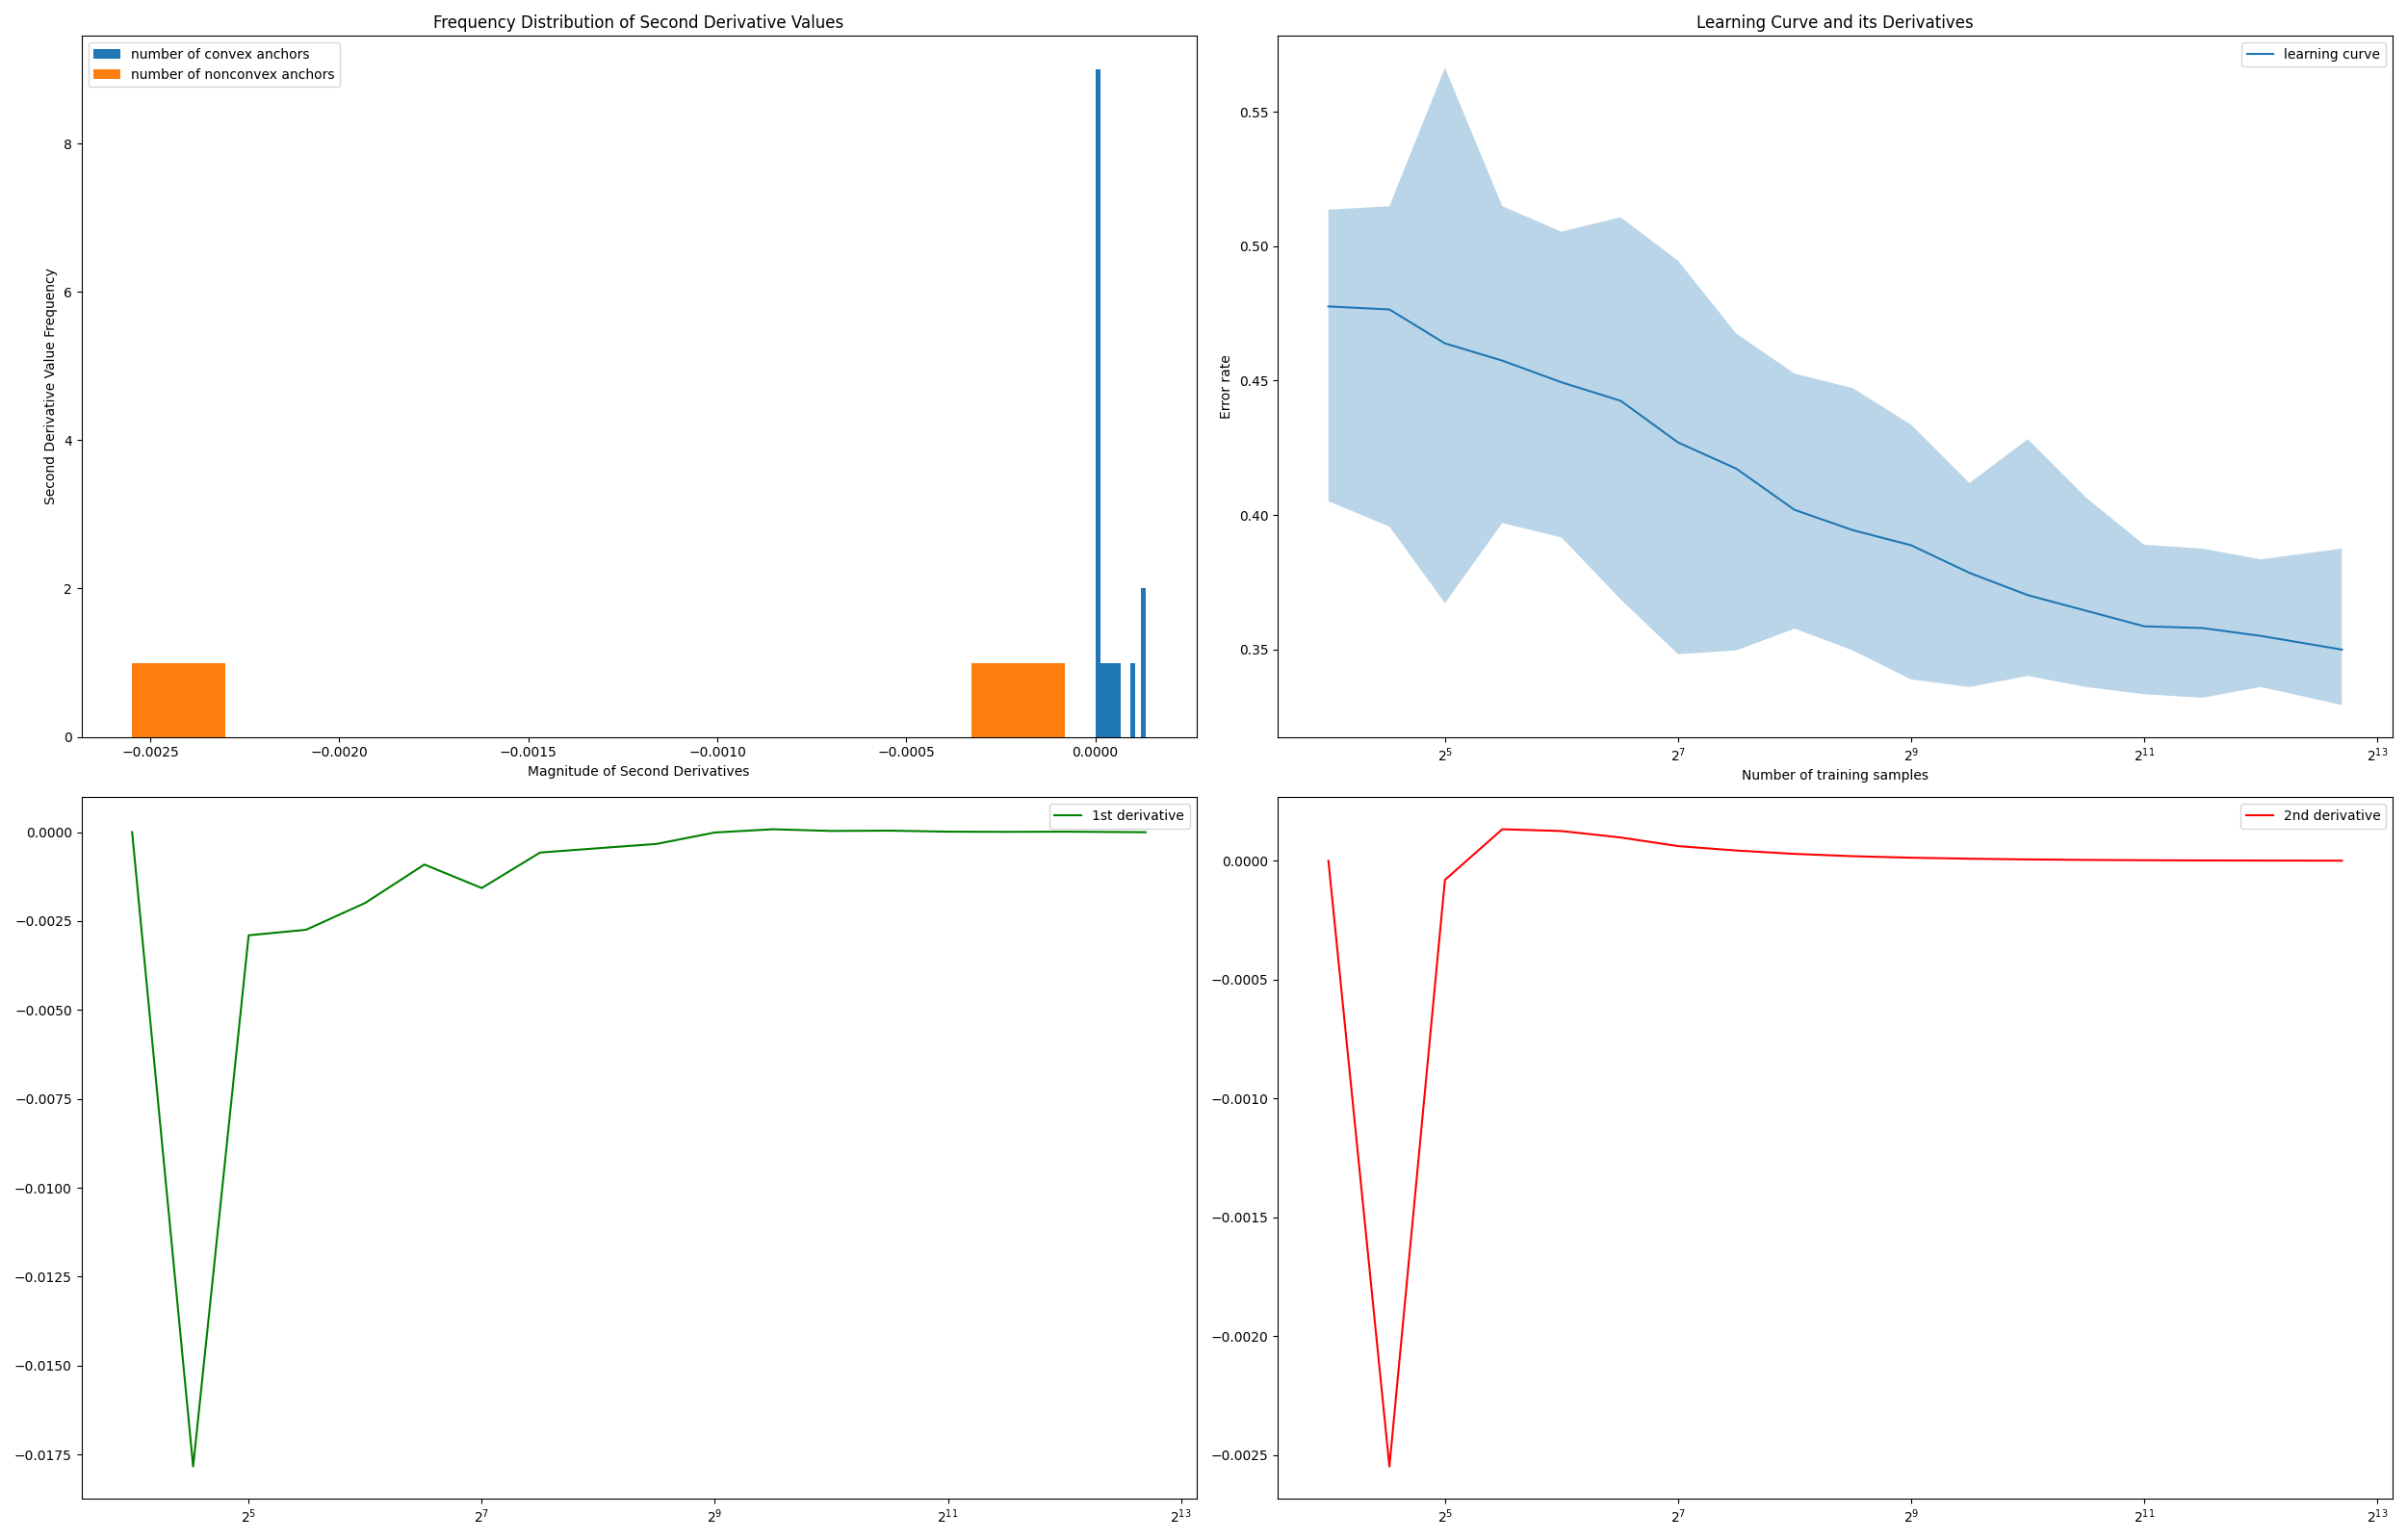 Frequency Distribution of Second Derivative Values
number of convex anchors
number of nonconvex anchors
Second Derivative Value Frequency
8
6
4
2
0
−0.0025 −0.0020 −0.0015 −0.0010 −0.0005 0.0000
Magnitude of Second Derivatives
Learning Curve and its Derivatives
learning curve
Error rate
0.55
0.50
0.45
0.40
0.35
2^5 2^7 2^9 2^11 2^13
Number of training samples
1st derivative
0.0000
−0.0025
−0.0050
−0.0075
−0.0100
−0.0125
−0.0150
−0.0175
2^5 2^7 2^9 2^11 2^13
2nd derivative
0.0000
−0.0005
−0.0010
−0.0015
−0.0020
−0.0025
2^5 2^7 2^9 2^11 2^13